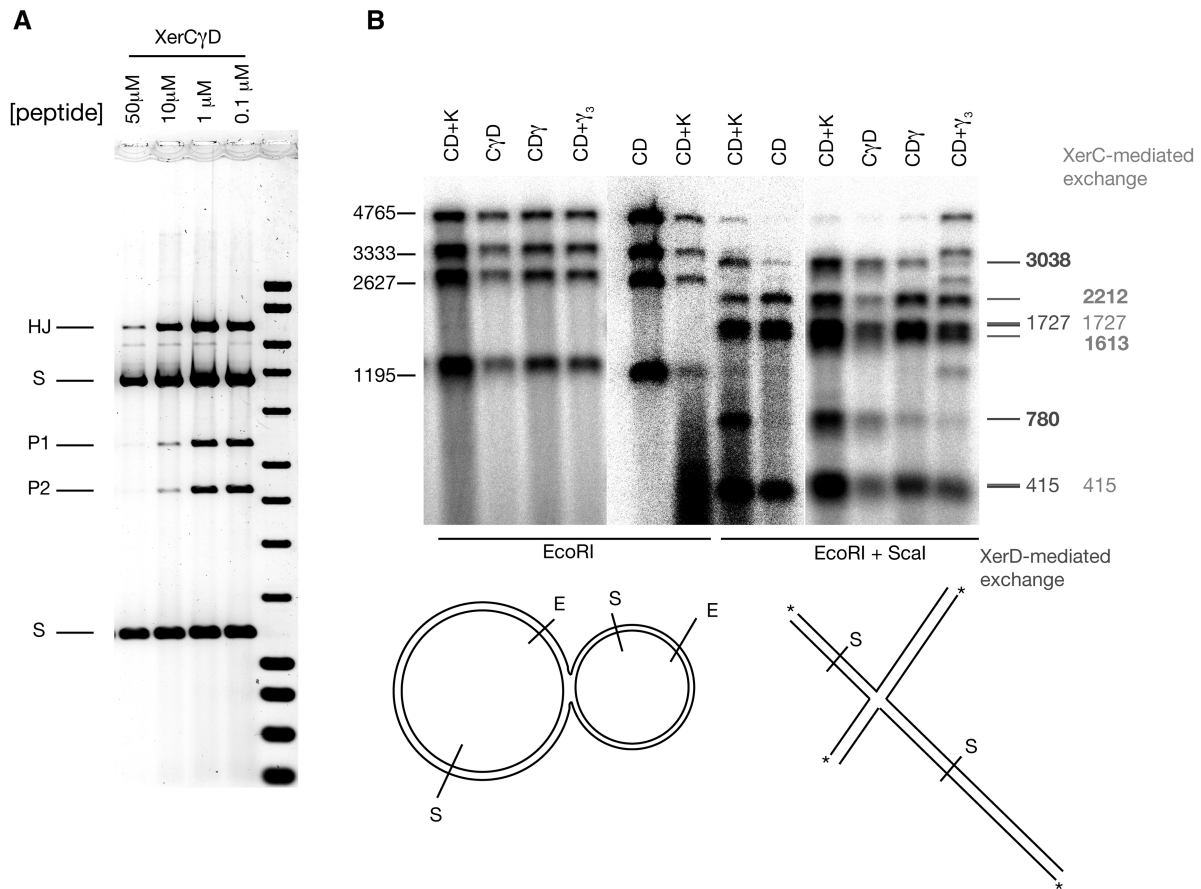 A
XerCγD
[peptide]
50μM
10μM
1 μM
0.1 μM
HJ
S
P1
P2
S
B
CD+K
CγD
CDγ
CD+γ3
CD
CD+K
CD+K
CD
CD+K
CγD
CDγ
CD+γ3
XerC-mediated
exchange
4765
3333
2627
1195
3038
2212
1727 1727
1613
780
415 415
EcoRI
EcoRI + ScaI
XerD-mediated
exchange
E
S
E
S
*
*
S
S
*
*